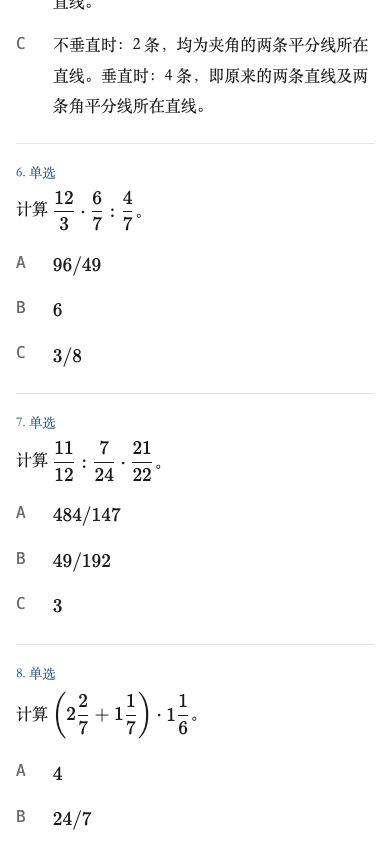 直线。
C 不垂直时：2 条，均为夹角的两条平分线所在
直线。垂直时：4 条，即原来的两条直线及两
条角平分线所在直线。
6. 单选
计算 12/3 · 6/7 : 4/7。
A 96/49
B 6
C 3/8
7. 单选
计算 11/12 : 7/24 · 21/22。
A 484/147
B 49/192
C 3
8. 单选
计算 (2 2/7 + 1 1/7) · 1 1/6。
A 4
B 24/7